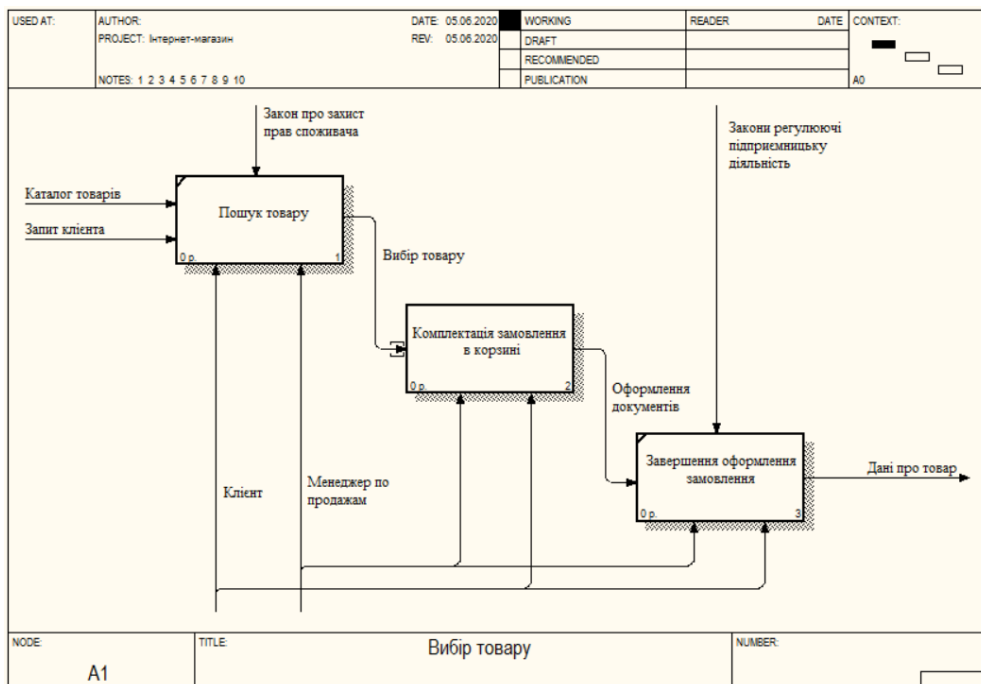 USED AT:
AUTHOR:
DATE: 05.06.2020
PROJECT: Інтернет-магазин
REV: 05.06.2020
NOTES: 1 2 3 4 5 6 7 8 9 10
WORKING
DRAFT
RECOMMENDED
PUBLICATION
READER
DATE
CONTEXT:
A0
Закон про захист
прав споживача
Закони регулюючі
підприємницьку
діяльність
Каталог товарів
Запит клієнта
Пошук товару
0 р.
1
Вибір товару
Комплектація замовлення
в корзині
0 р.
2
Оформлення
документів
Завершення оформлення
замовлення
0 р.
3
Дані про товар
Клієнт
Менеджер по
продажам
NODE:
A1
TITLE:
Вибір товару
NUMBER: